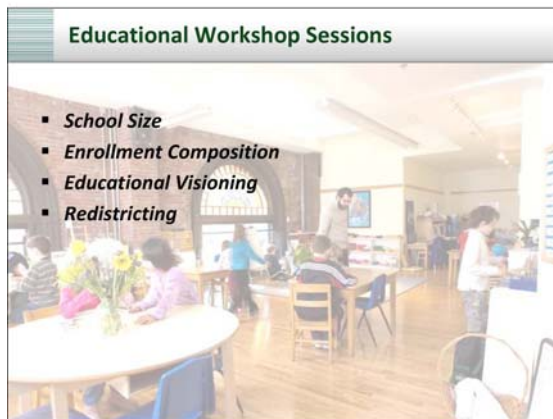 Educational Workshop Sessions
▪ School Size
▪ Enrollment Composition
▪ Educational Visioning
▪ Redistricting